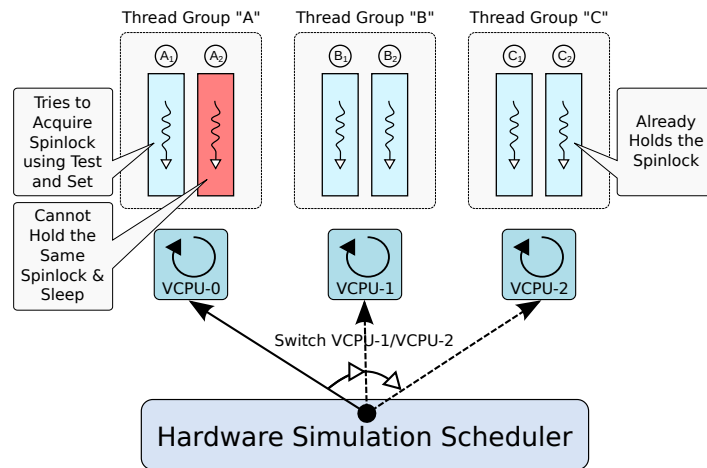 Thread Group "A"
Thread Group "B"
Thread Group "C"
A1
A2
B1
B2
C1
C2
Tries to
Acquire
Spinlock
using Test
and Set
Already
Holds the
Spinlock
Cannot
Hold the
Same
Spinlock &
Sleep
VCPU-0
VCPU-1
VCPU-2
Switch VCPU-1/VCPU-2
Hardware Simulation Scheduler